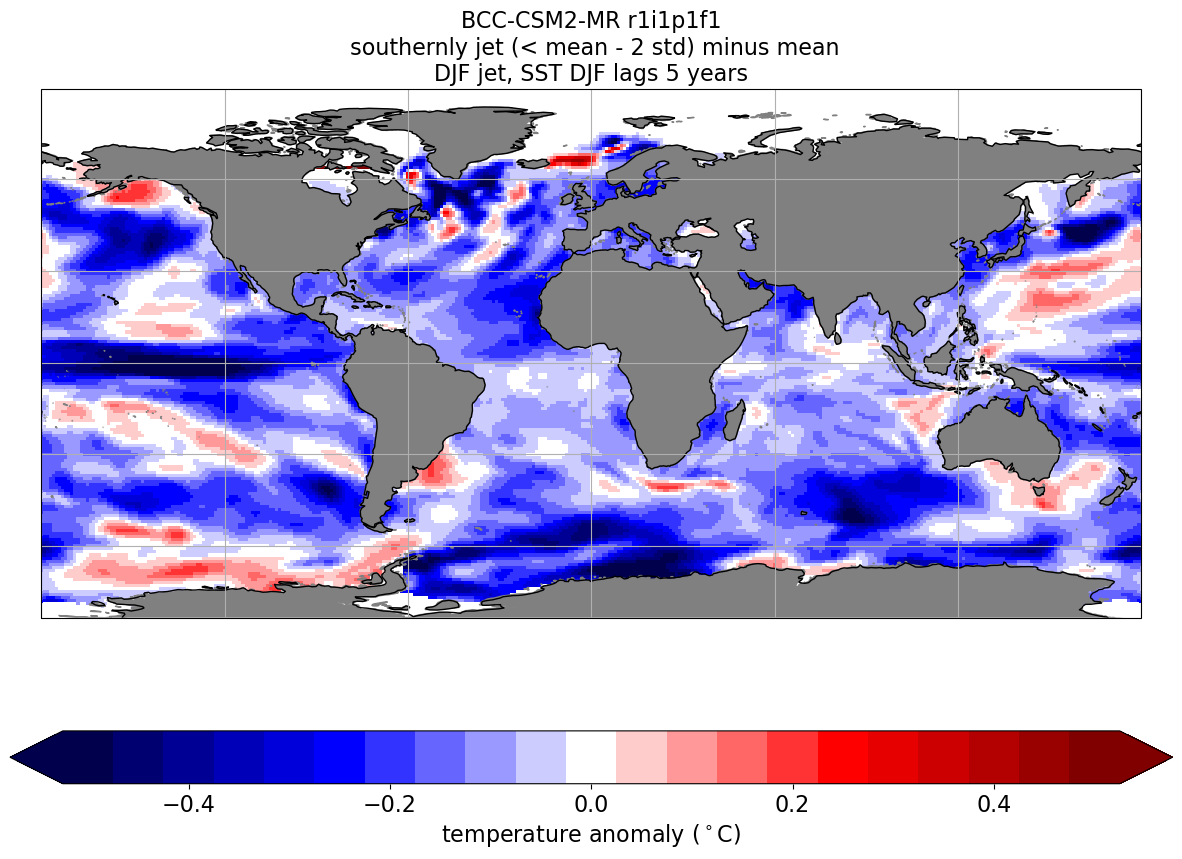 BCC-CSM2-MR r1i1p1f1
southernly jet (< mean - 2 std) minus mean
DJF jet, SST DJF lags 5 years
−0.4 −0.2 0.0 0.2 0.4
temperature anomaly (°C)